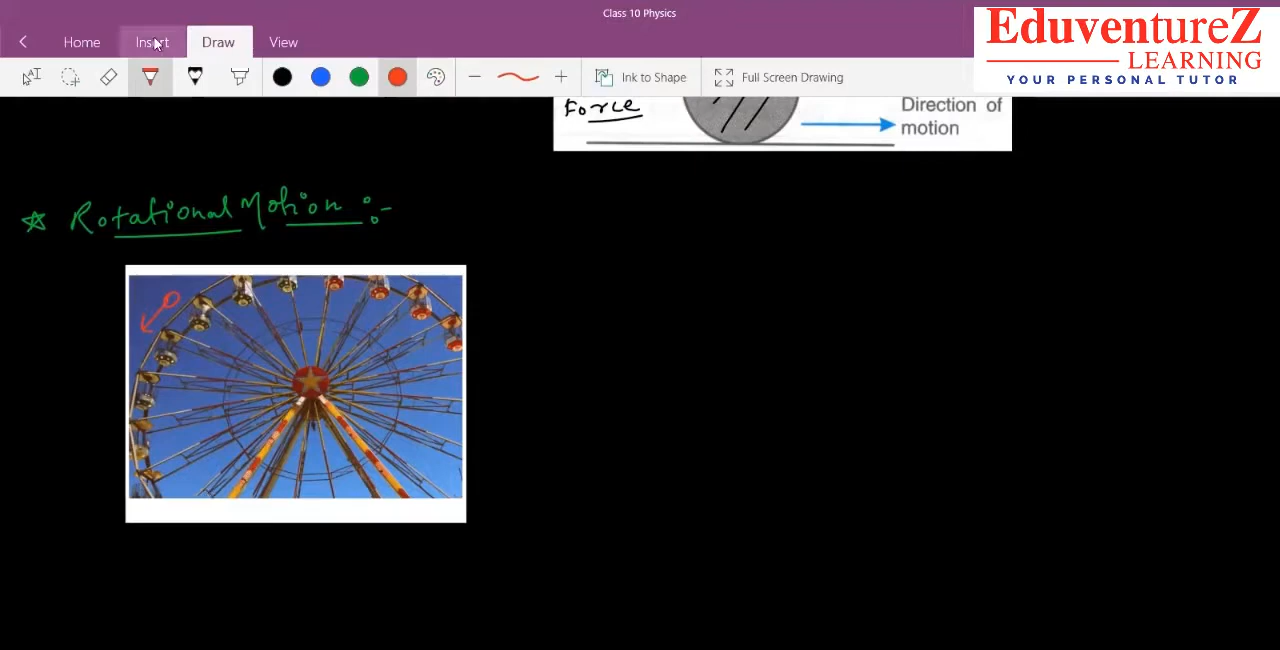 Class 10 Physics
Home Insert Draw View
EduventureZ
LEARNING
YOUR PERSONAL TUTOR
Ink to Shape Full Screen Drawing
Force
Direction of
motion
☆ Rotational Motion :-